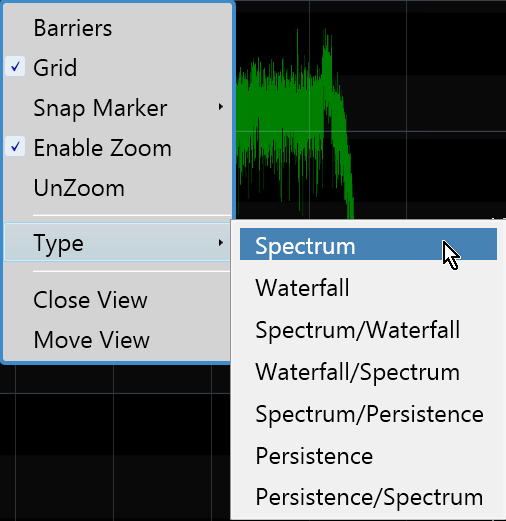 Barriers
Grid
Snap Marker
Enable Zoom
UnZoom
Type
Close View
Move View
Spectrum
Waterfall
Spectrum/Waterfall
Waterfall/Spectrum
Spectrum/Persistence
Persistence
Persistence/Spectrum